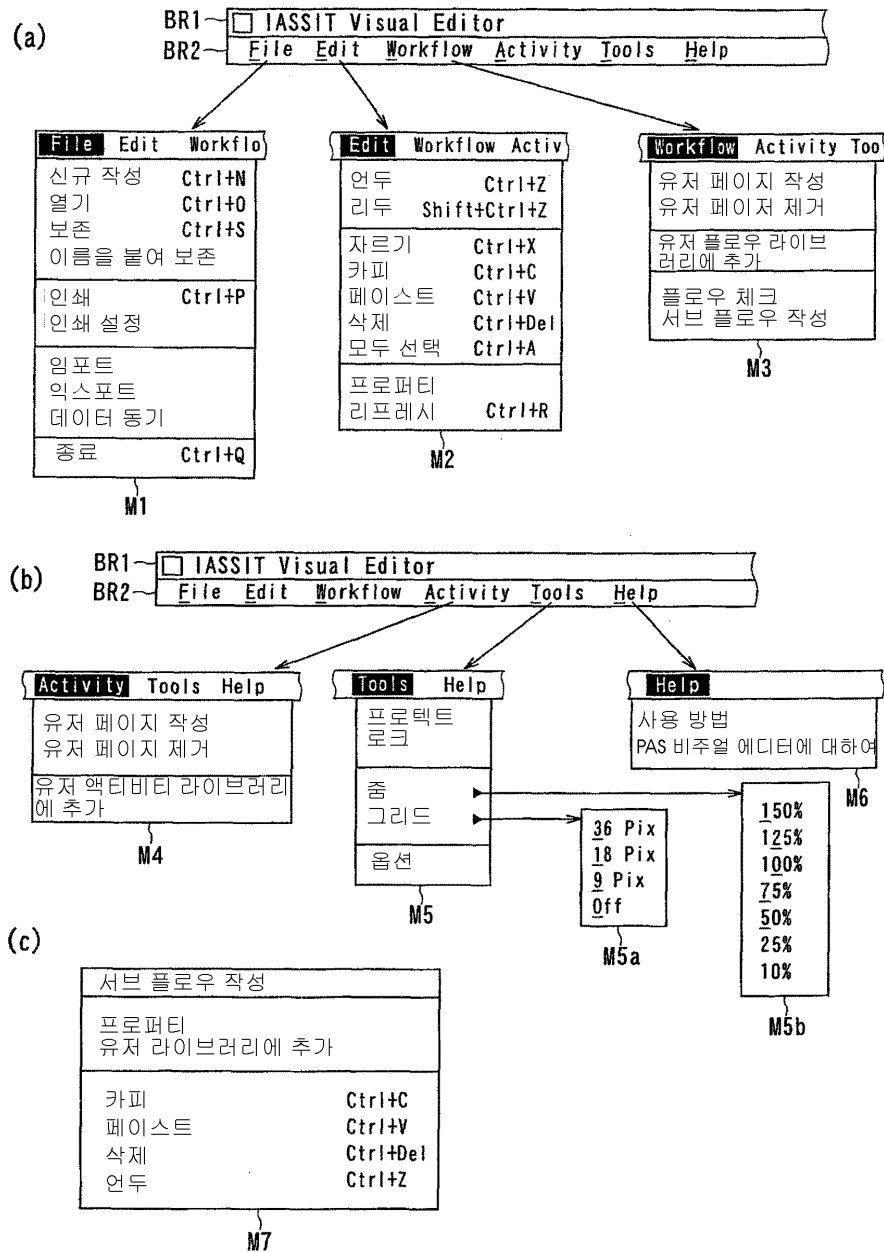 (a)
BR1
IASSIT Visual Editor
BR2
File Edit Workflow Activity Tools Help
File Edit Workflo
신규 작성 Ctrl+N
열기 Ctrl+O
보존 Ctrl+S
이름을 붙여 보존
인쇄 Ctrl+P
인쇄 설정
임포트
익스포트
데이터 동기
종료 Ctrl+Q
M1
Edit Workflow Activ
언두 Ctrl+Z
리두 Shift+Ctrl+Z
자르기 Ctrl+X
카피 Ctrl+C
페이스트 Ctrl+V
삭제 Ctrl+Del
모두 선택 Ctrl+A
프로퍼티
리프레시 Ctrl+R
M2
Workflow Activity Too
유저 페이지 작성
유저 페이저 제거
유저 플로우 라이브
러리에 추가
플로우 체크
서브 플로우 작성
M3
(b)
BR1
IASSIT Visual Editor
BR2
File Edit Workflow Activity Tools Help
Activity Tools Help
유저 페이지 작성
유저 페이지 제거
유저 액티비티 라이브러리
에 추가
M4
Tools Help
프로텍트
로크
줌
그리드
옵션
M5
Help
사용 방법
PAS 비주얼 에디터에 대하여
M6
36 Pix
18 Pix
9 Pix
Off
M5a
150%
125%
100%
75%
50%
25%
10%
M5b
(c)
서브 플로우 작성
프로퍼티
유저 라이브러리에 추가
카피 Ctrl+C
페이스트 Ctrl+V
삭제 Ctrl+Del
언두 Ctrl+Z
M7